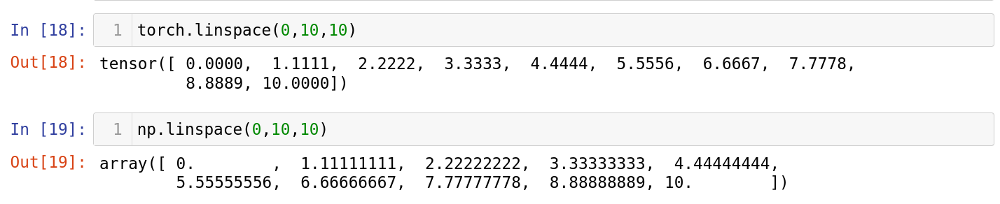 In [18]: 1 torch.linspace(0,10,10)
Out[18]: tensor([ 0.0000,  1.1111,  2.2222,  3.3333,  4.4444,  5.5556,  6.6667,  7.7778,
         8.8889, 10.0000])
In [19]: 1 np.linspace(0,10,10)
Out[19]: array([ 0.        ,  1.11111111,  2.22222222,  3.33333333,  4.44444444,
        5.55555556,  6.66666667,  7.77777778,  8.88888889, 10.        ])